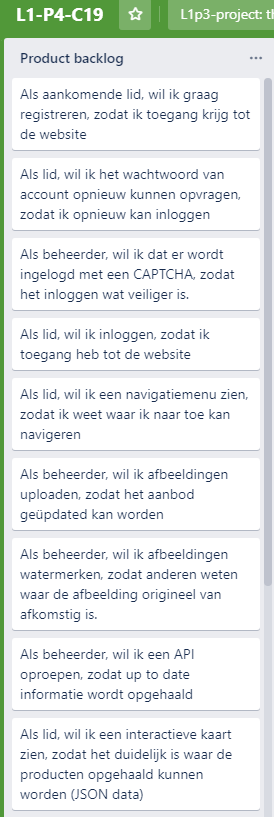 L1-P4-C19
L1p3-project: th
Product backlog
Als aankomende lid, wil ik graag
registreren, zodat ik toegang krijg tot
de website
Als lid, wil ik het wachtwoord van
account opnieuw kunnen opvragen,
zodat ik opnieuw kan inloggen
Als beheerder, wil ik dat er wordt
ingelogd met een CAPTCHA, zodat
het inloggen wat veiliger is.
Als lid, wil ik inloggen, zodat ik
toegang heb tot de website
Als lid, wil ik een navigatiemenu zien,
zodat ik weet waar ik naar toe kan
navigeren
Als beheerder, wil ik afbeeldingen
uploaden, zodat het aanbod
geüpdated kan worden
Als beheerder, wil ik afbeeldingen
watermerken, zodat anderen weten
waar de afbeelding origineel van
afkomstig is.
Als beheerder, wil ik een API
oproepen, zodat up to date
informatie wordt opgehaald
Als lid, wil ik een interactieve kaart
zien, zodat het duidelijk is waar de
producten opgehaald kunnen
worden (JSON data)